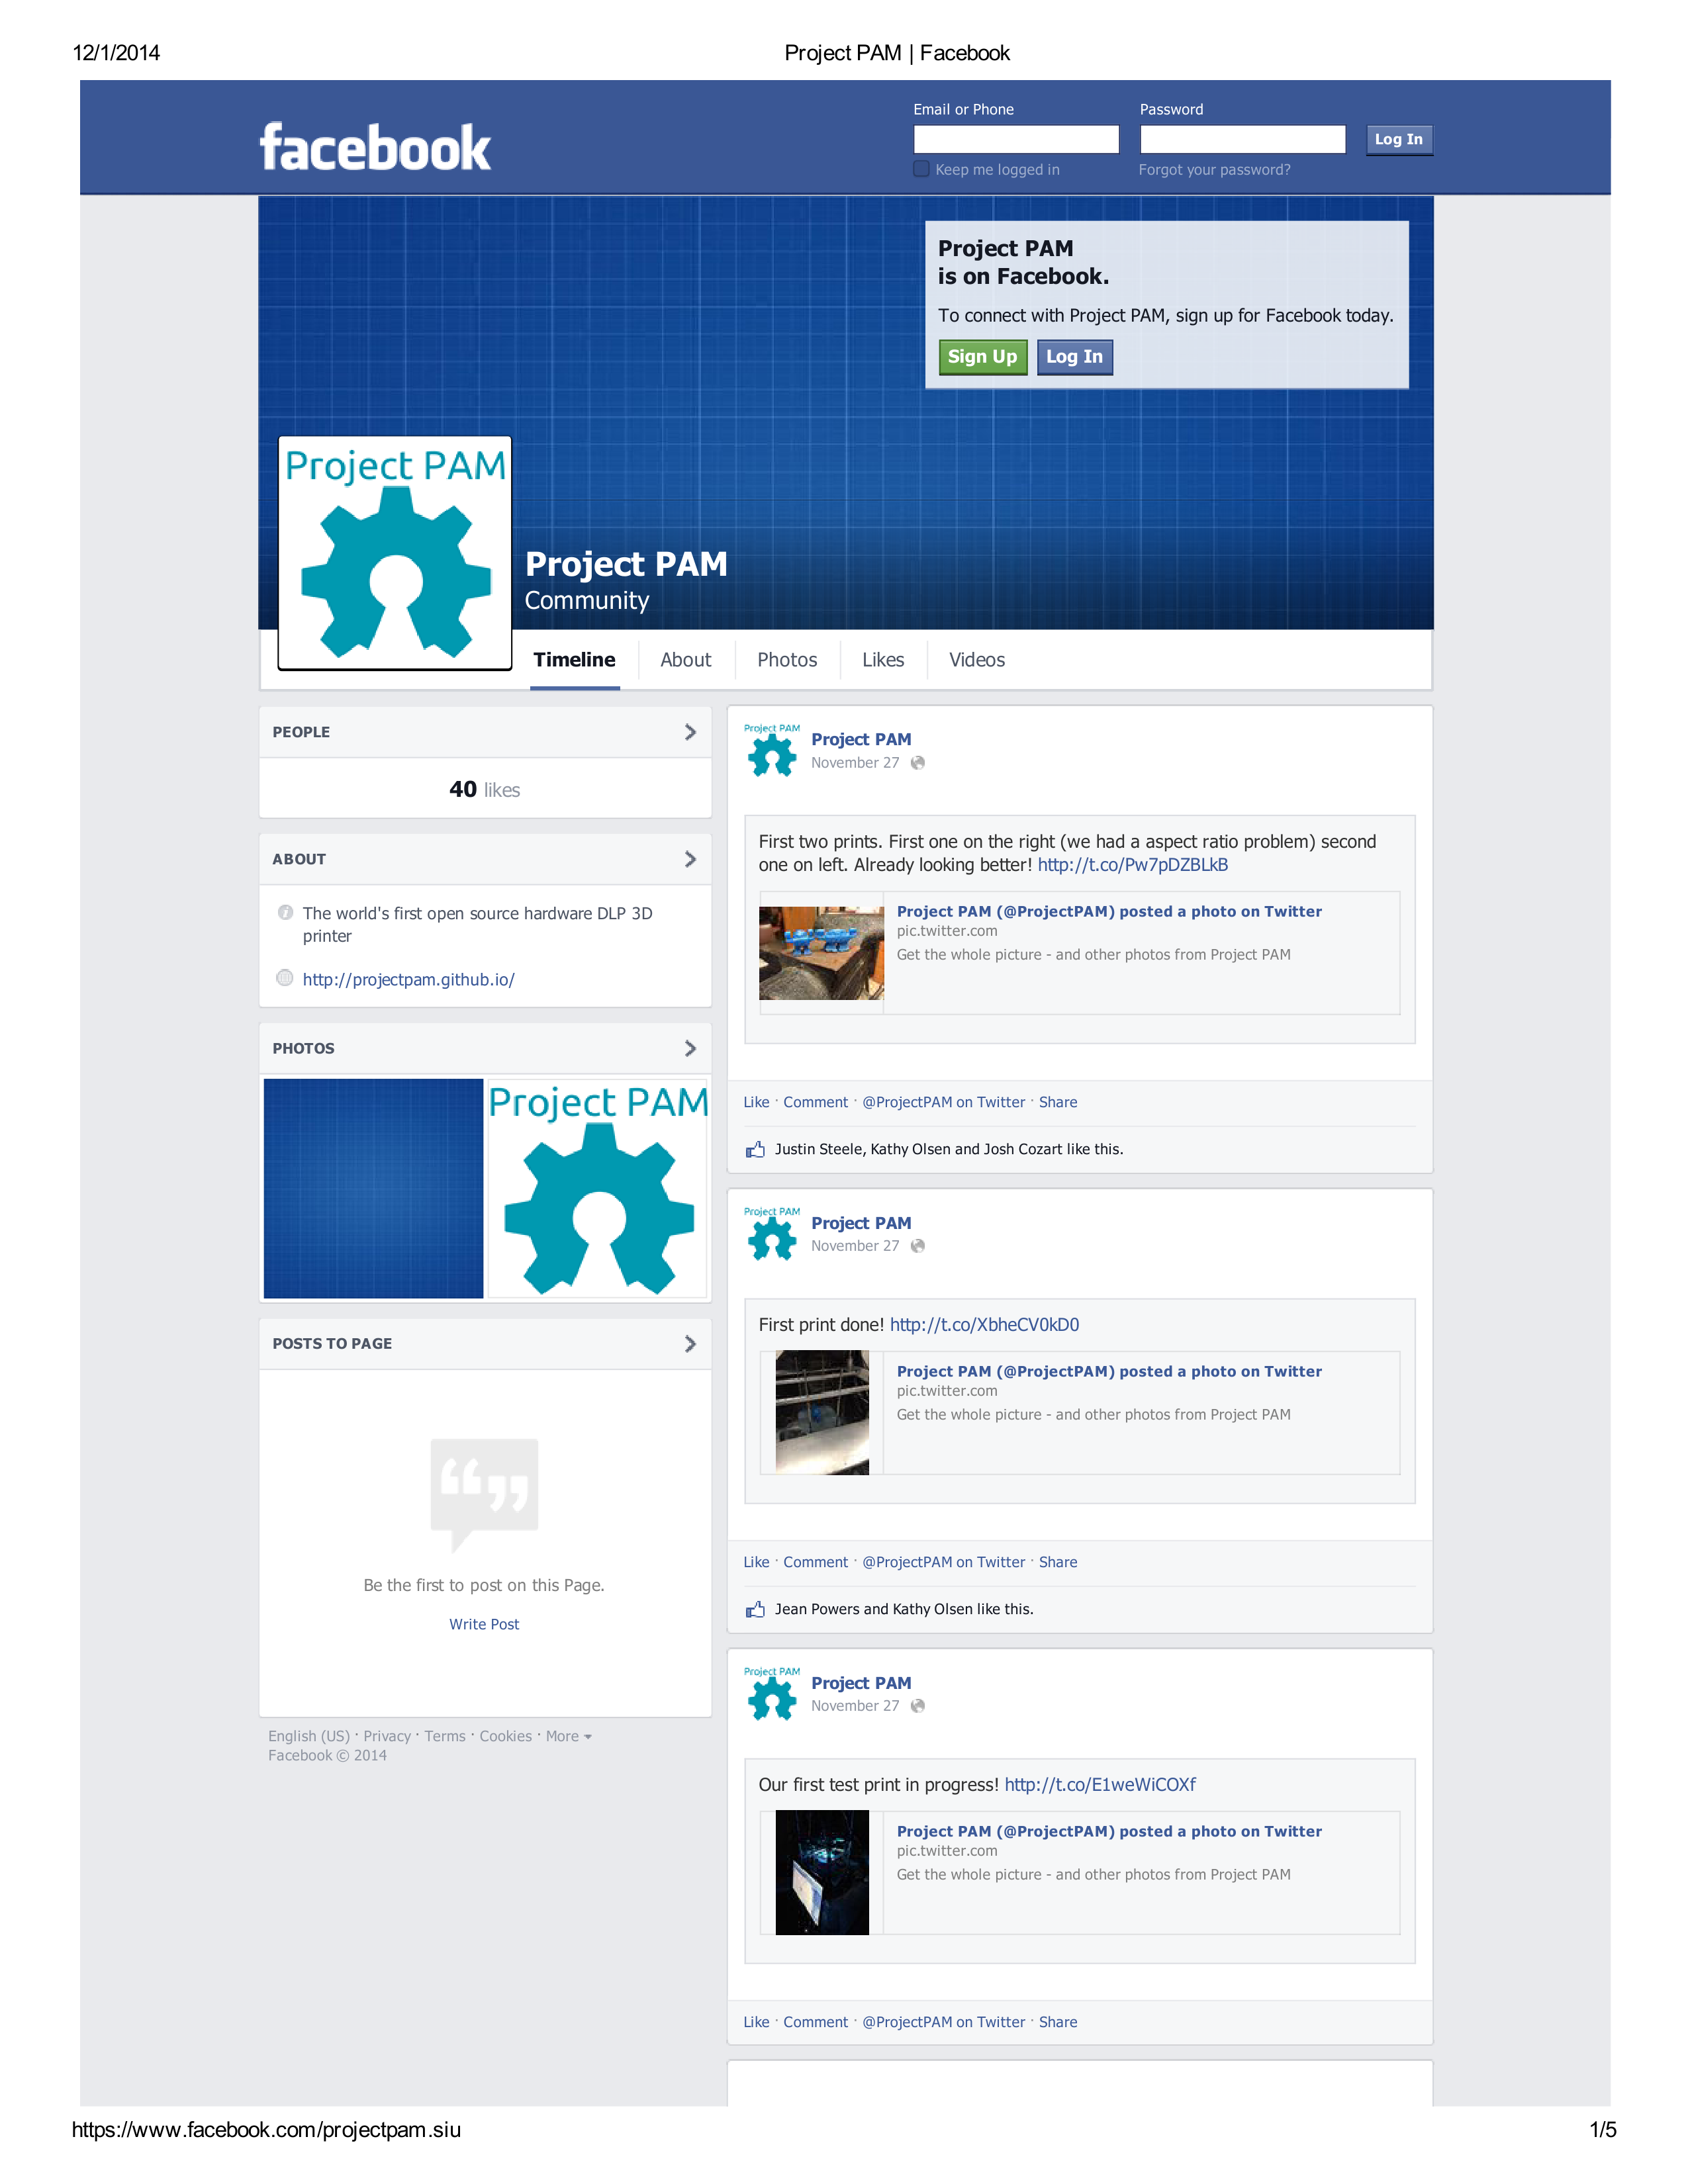 12/1/2014
Project PAM | Facebook
facebook
Email or Phone
Password
Log In
Keep me logged in
Forgot your password?
Project PAM
is on Facebook.
To connect with Project PAM, sign up for Facebook today.
Sign Up
Log In
Project PAM
Project PAM
Community
Timeline
About
Photos
Likes
Videos
PEOPLE
40 likes
ABOUT
The world's first open source hardware DLP 3D
printer
http://projectpam.github.io/
PHOTOS
Project PAM
POSTS TO PAGE
Be the first to post on this Page.
Write Post
English (US) · Privacy · Terms · Cookies · More
Facebook © 2014
Project PAM
Project PAM
November 27
First two prints. First one on the right (we had a aspect ratio problem) second
one on left. Already looking better! http://t.co/Pw7pDZBLkB
Project PAM (@ProjectPAM) posted a photo on Twitter
pic.twitter.com
Get the whole picture - and other photos from Project PAM
Like · Comment · @ProjectPAM on Twitter · Share
Justin Steele, Kathy Olsen and Josh Cozart like this.
Project PAM
Project PAM
November 27
First print done! http://t.co/XbheCV0kD0
Project PAM (@ProjectPAM) posted a photo on Twitter
pic.twitter.com
Get the whole picture - and other photos from Project PAM
Like · Comment · @ProjectPAM on Twitter · Share
Jean Powers and Kathy Olsen like this.
Project PAM
Project PAM
November 27
Our first test print in progress! http://t.co/E1weWiCOXf
Project PAM (@ProjectPAM) posted a photo on Twitter
pic.twitter.com
Get the whole picture - and other photos from Project PAM
Like · Comment · @ProjectPAM on Twitter · Share
https://www.facebook.com/projectpam.siu
1/5